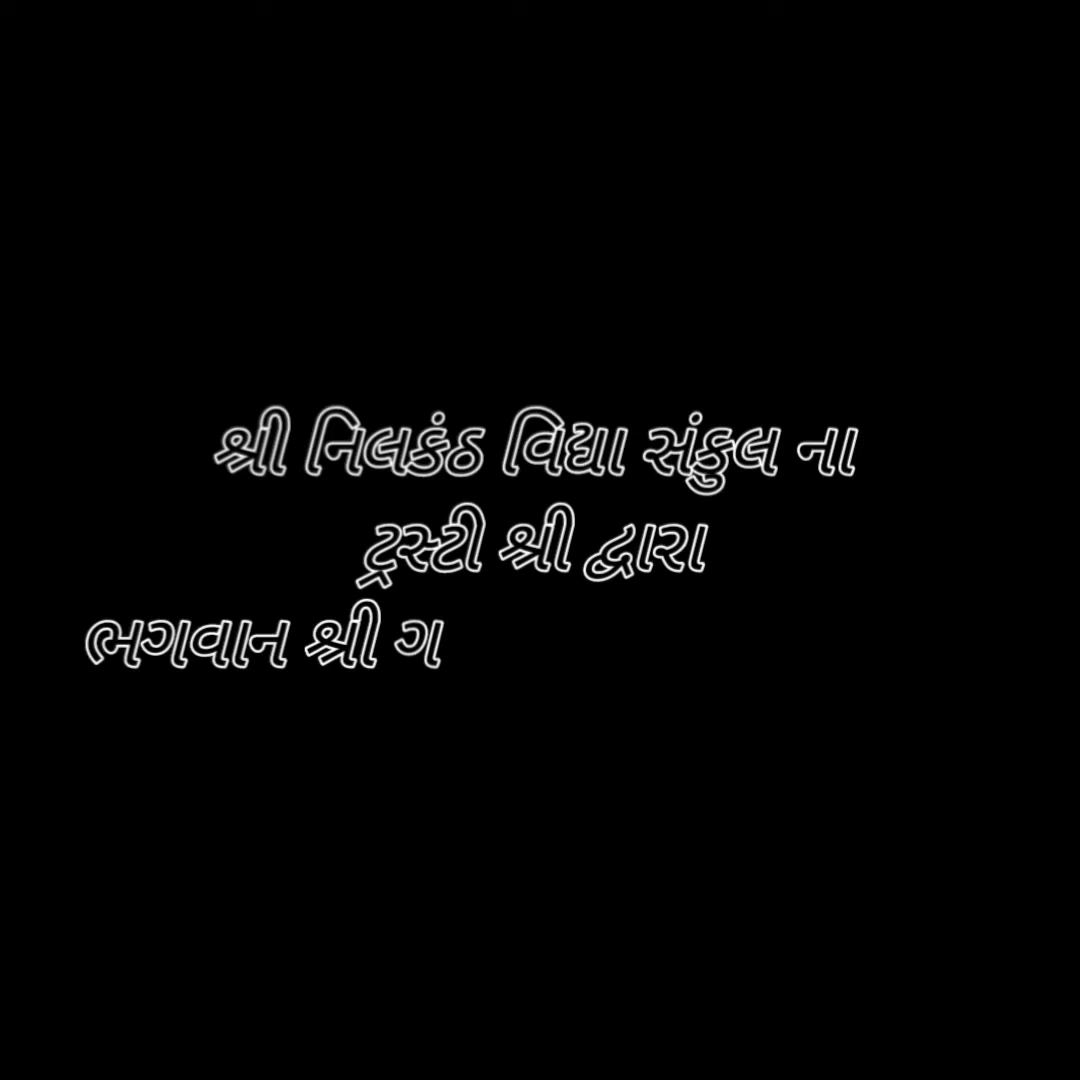 શ્રી નિલકંઠ વિદ્યા સંકુલ ના
ટ્રસ્ટી શ્રી દ્વારા
ભગવાન શ્રી ગ